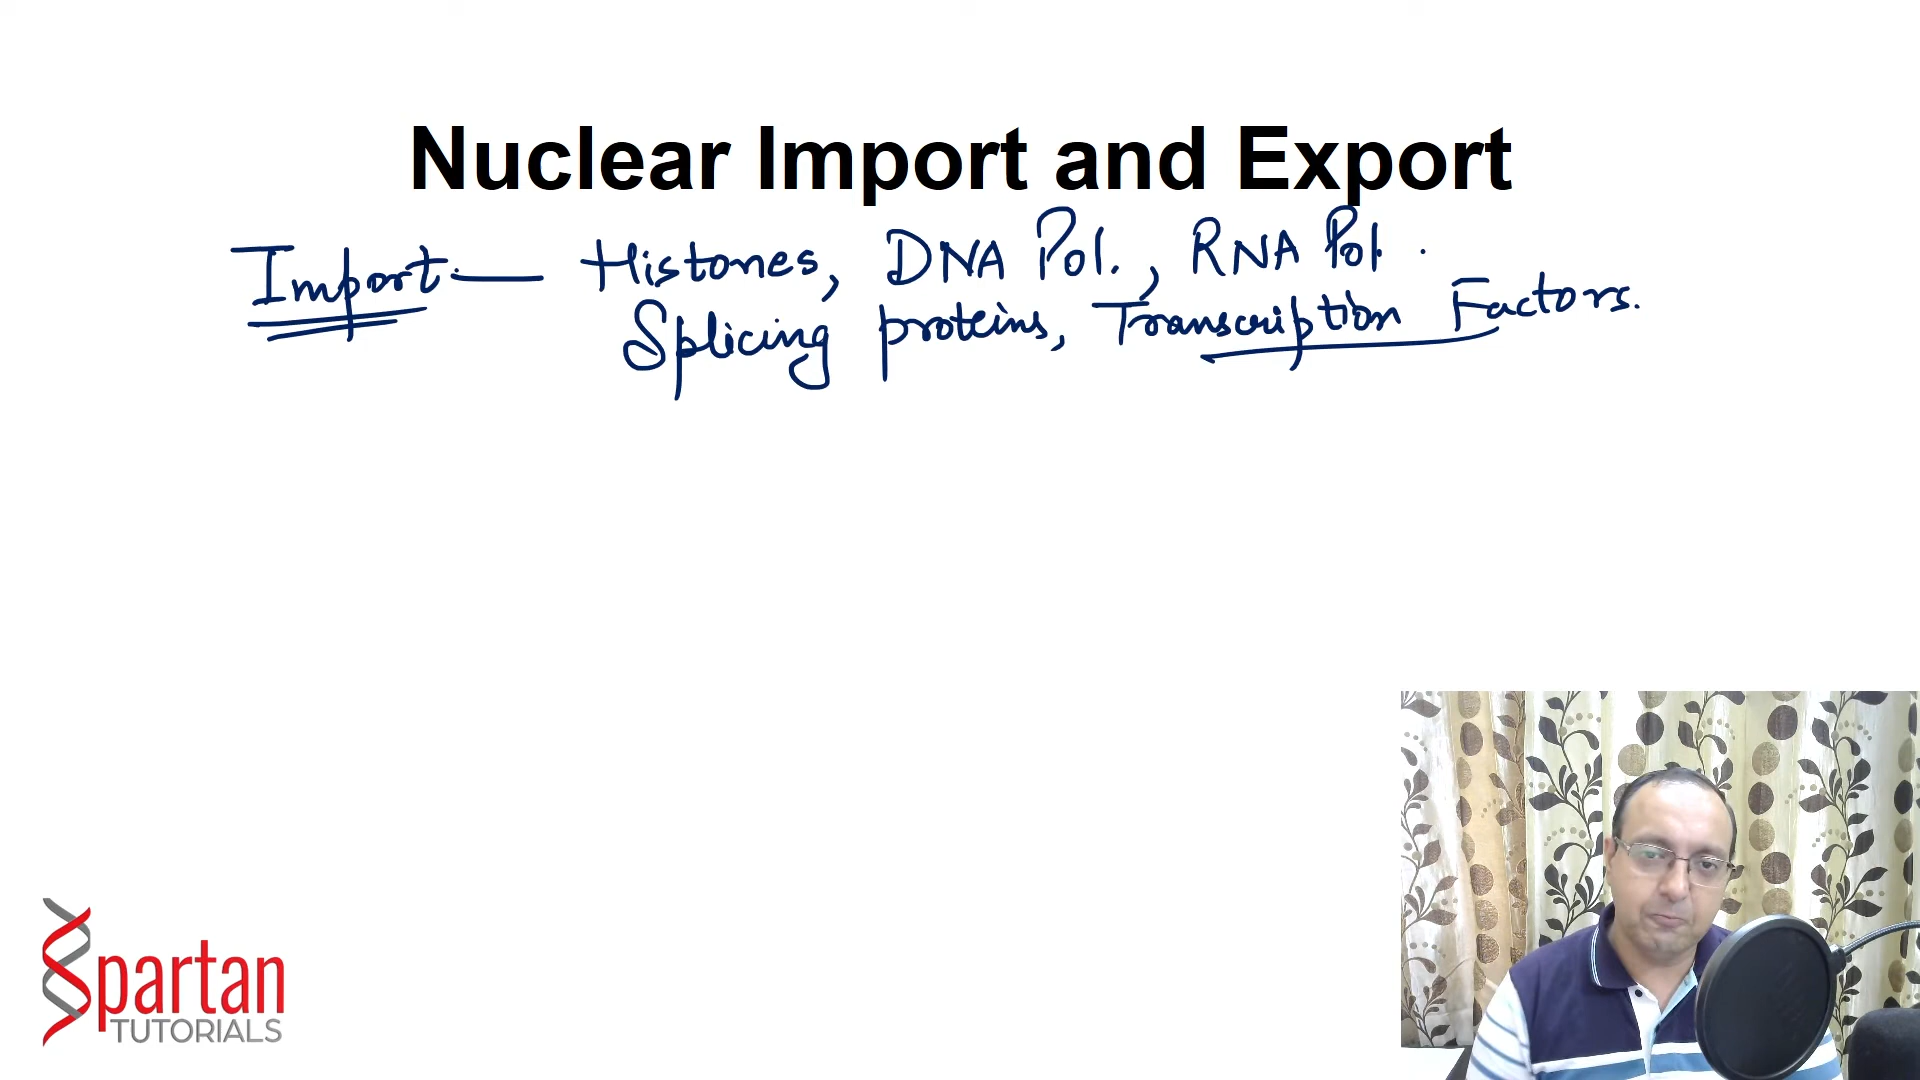 Nuclear Import and Export
Import — Histones, DNA Pol., RNA Pol.
Splicing proteins, Transcription Factors.
Spartan
TUTORIALS